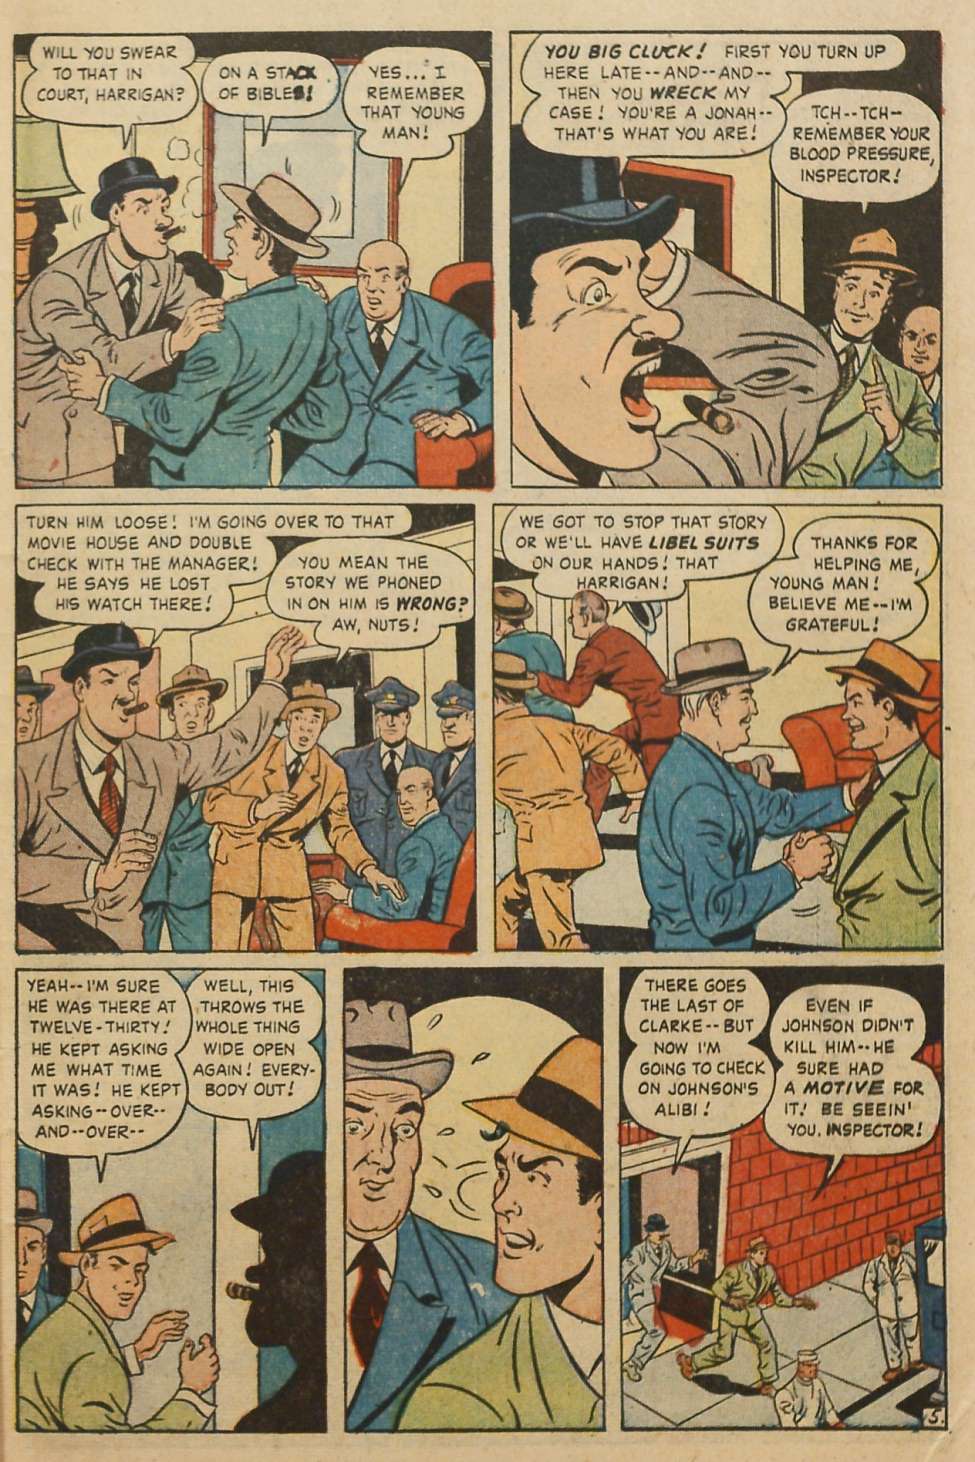 WILL YOU SWEAR
TO THAT IN
COURT, HARRIGAN?
ON A STACK
OF BIBLES!
YES... I
REMEMBER
THAT YOUNG
MAN!
YOU BIG CLUCK! FIRST YOU TURN UP
HERE LATE--AND--AND--
THEN YOU WRECK MY
CASE! YOU'RE A JONAH--
THAT'S WHAT YOU ARE!
TCH--TCH--
REMEMBER YOUR
BLOOD PRESSURE,
INSPECTOR!
TURN HIM LOOSE! I'M GOING OVER TO THAT
MOVIE HOUSE AND DOUBLE
CHECK WITH THE MANAGER!
HE SAYS HE LOST
HIS WATCH THERE!
YOU MEAN THE
STORY WE PHONED
IN ON HIM IS WRONG?
AW, NUTS!
WE GOT TO STOP THAT STORY
OR WE'LL HAVE LIBEL SUITS
ON OUR HANDS! THAT
HARRIGAN!
THANKS FOR
HELPING ME,
YOUNG MAN!
BELIEVE ME--I'M
GRATEFUL!
YEAH--I'M SURE
HE WAS THERE AT
TWELVE-THIRTY!
HE KEPT ASKING
ME WHAT TIME
IT WAS! HE KEPT
ASKING--OVER--
AND--OVER--
WELL, THIS
THROWS THE
WHOLE THING
WIDE OPEN
AGAIN! EVERY-
BODY OUT!
THERE GOES
THE LAST OF
CLARKE--BUT
NOW I'M
GOING TO CHECK
ON JOHNSON'S
ALIBI!
EVEN IF
JOHNSON DIDN'T
KILL HIM--HE
SURE HAD
A MOTIVE FOR
IT! BE SEEIN'
YOU, INSPECTOR!
5.